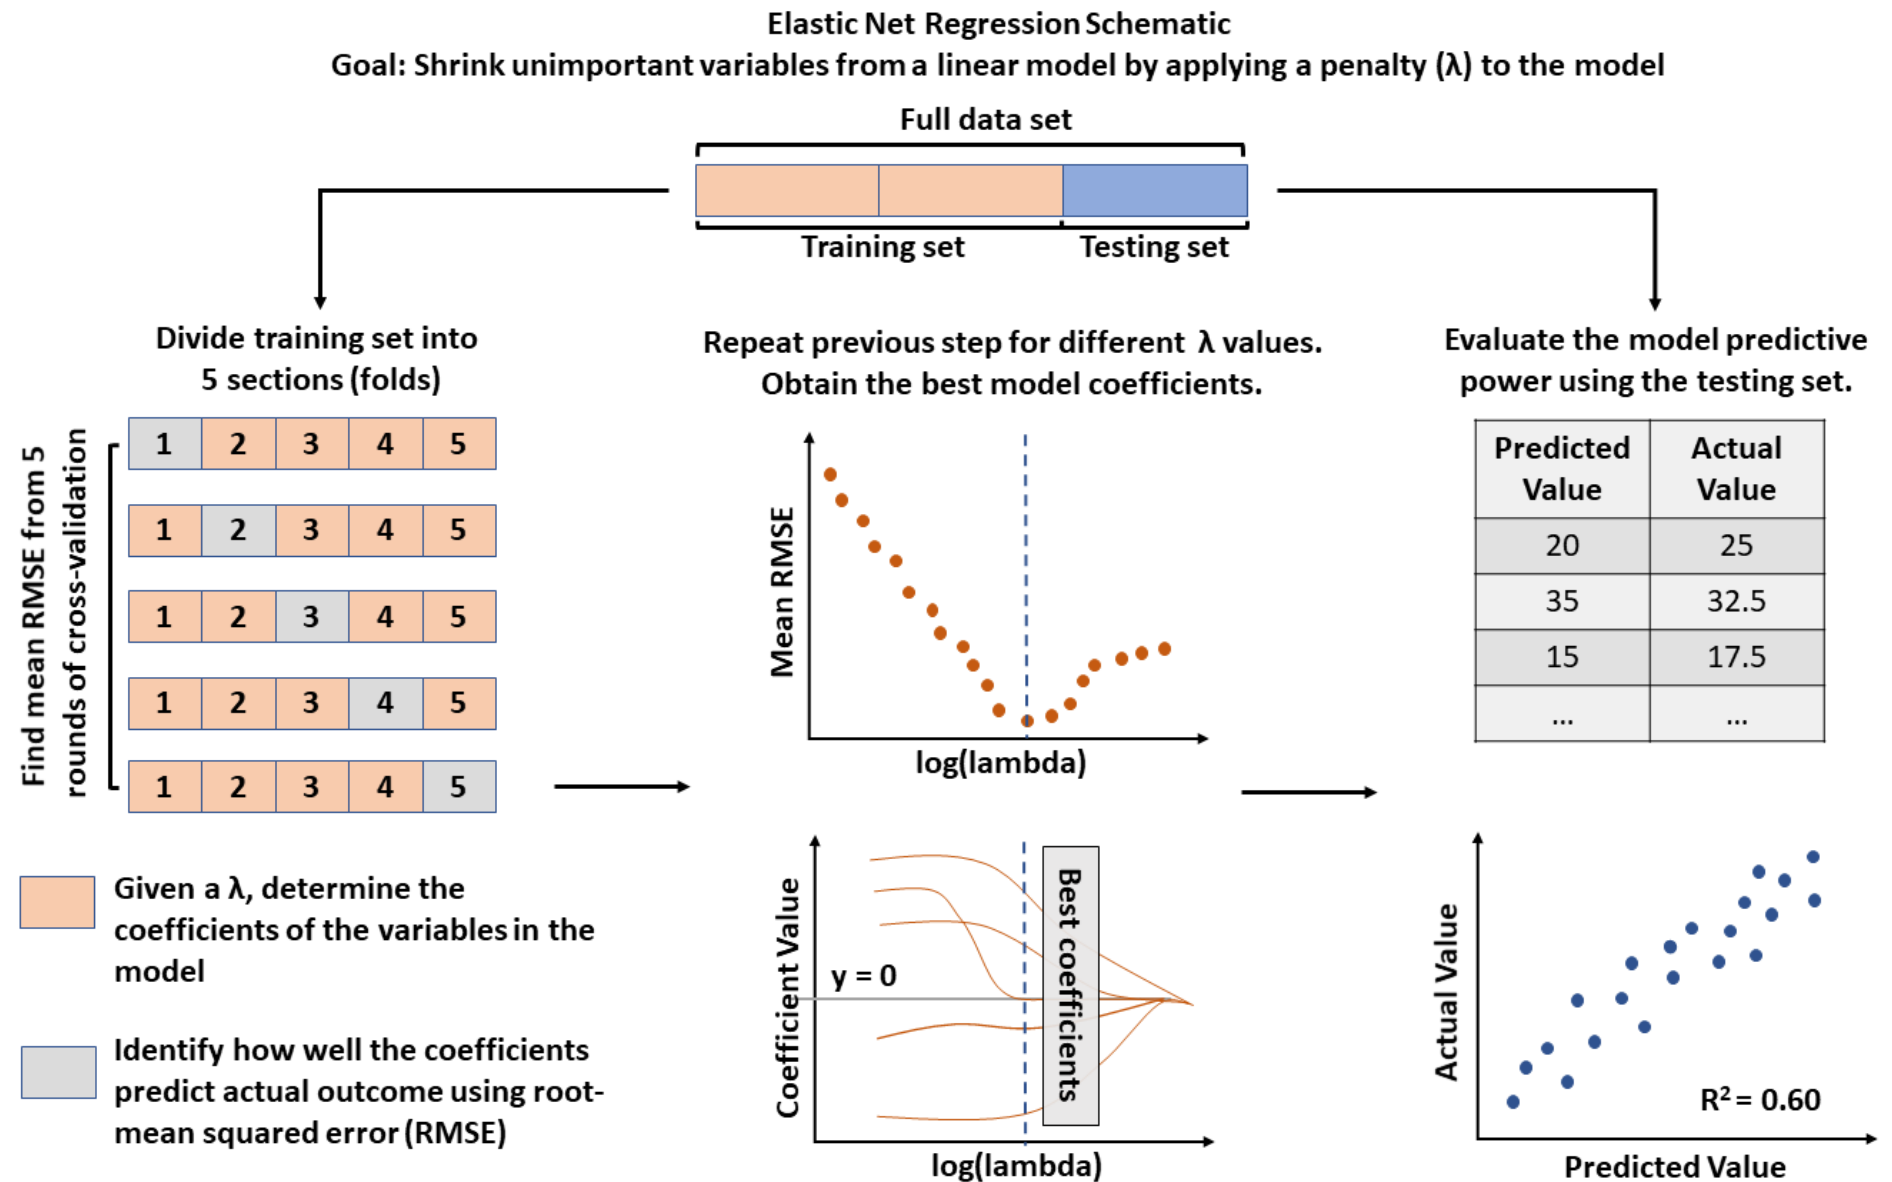 Elastic Net Regression Schematic
Goal: Shrink unimportant variables from a linear model by applying a penalty (λ) to the model
Full data set
Training set
Testing set
Divide training set into
5 sections (folds)
Find mean RMSE from 5
rounds of cross-validation
1 2 3 4 5
1 2 3 4 5
1 2 3 4 5
1 2 3 4 5
1 2 3 4 5
Given a λ, determine the
coefficients of the variables in the
model
Identify how well the coefficients
predict actual outcome using root-
mean squared error (RMSE)
Repeat previous step for different λ values.
Obtain the best model coefficients.
Mean RMSE
log(lambda)
Coefficient Value
y = 0
Best coefficients
log(lambda)
Evaluate the model predictive
power using the testing set.
Predicted Actual
Value Value
20 25
35 32.5
15 17.5
... ...
Actual Value
R² = 0.60
Predicted Value